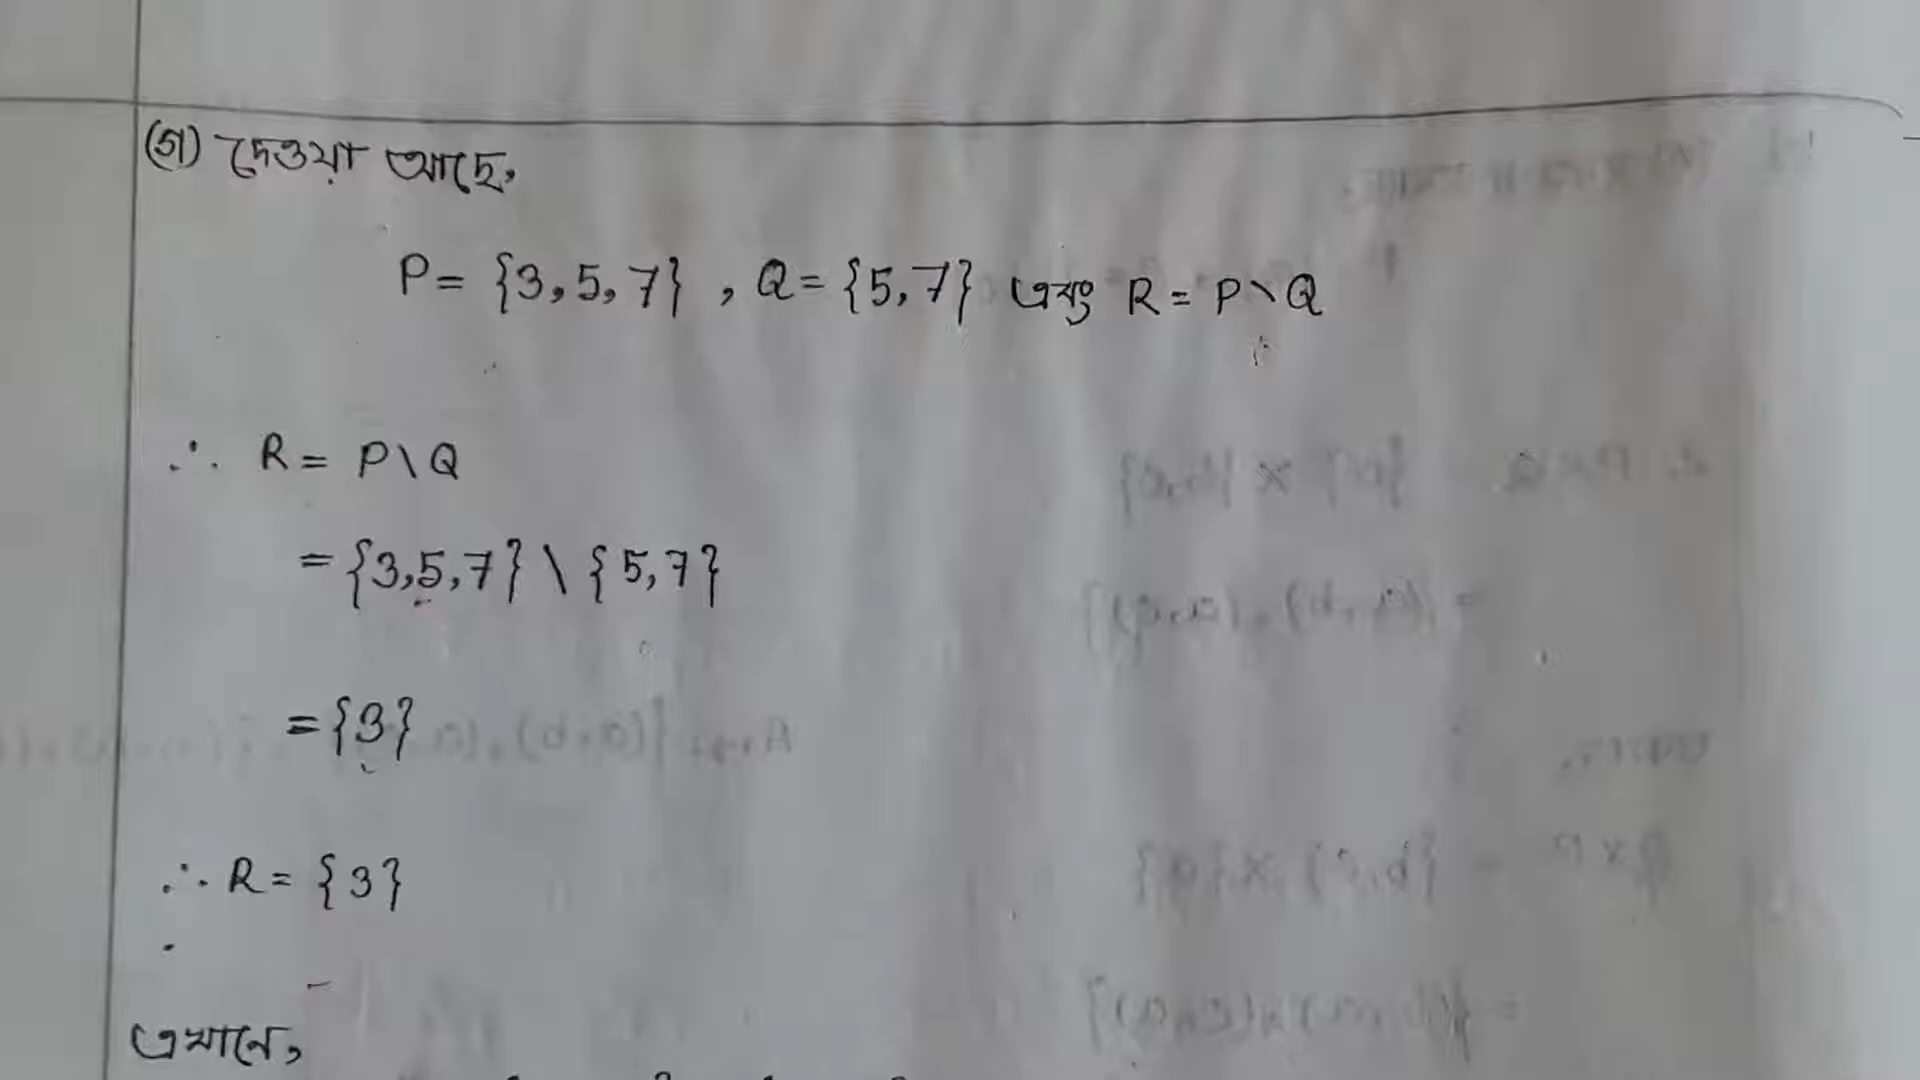 (গ) দেওয়া আছে,
P = {3, 5, 7} , Q = {5, 7} এবং R = P \ Q
∴ R = P \ Q
= {3, 5, 7} \ {5, 7}
= {3}
∴ R = {3}
এখানে,